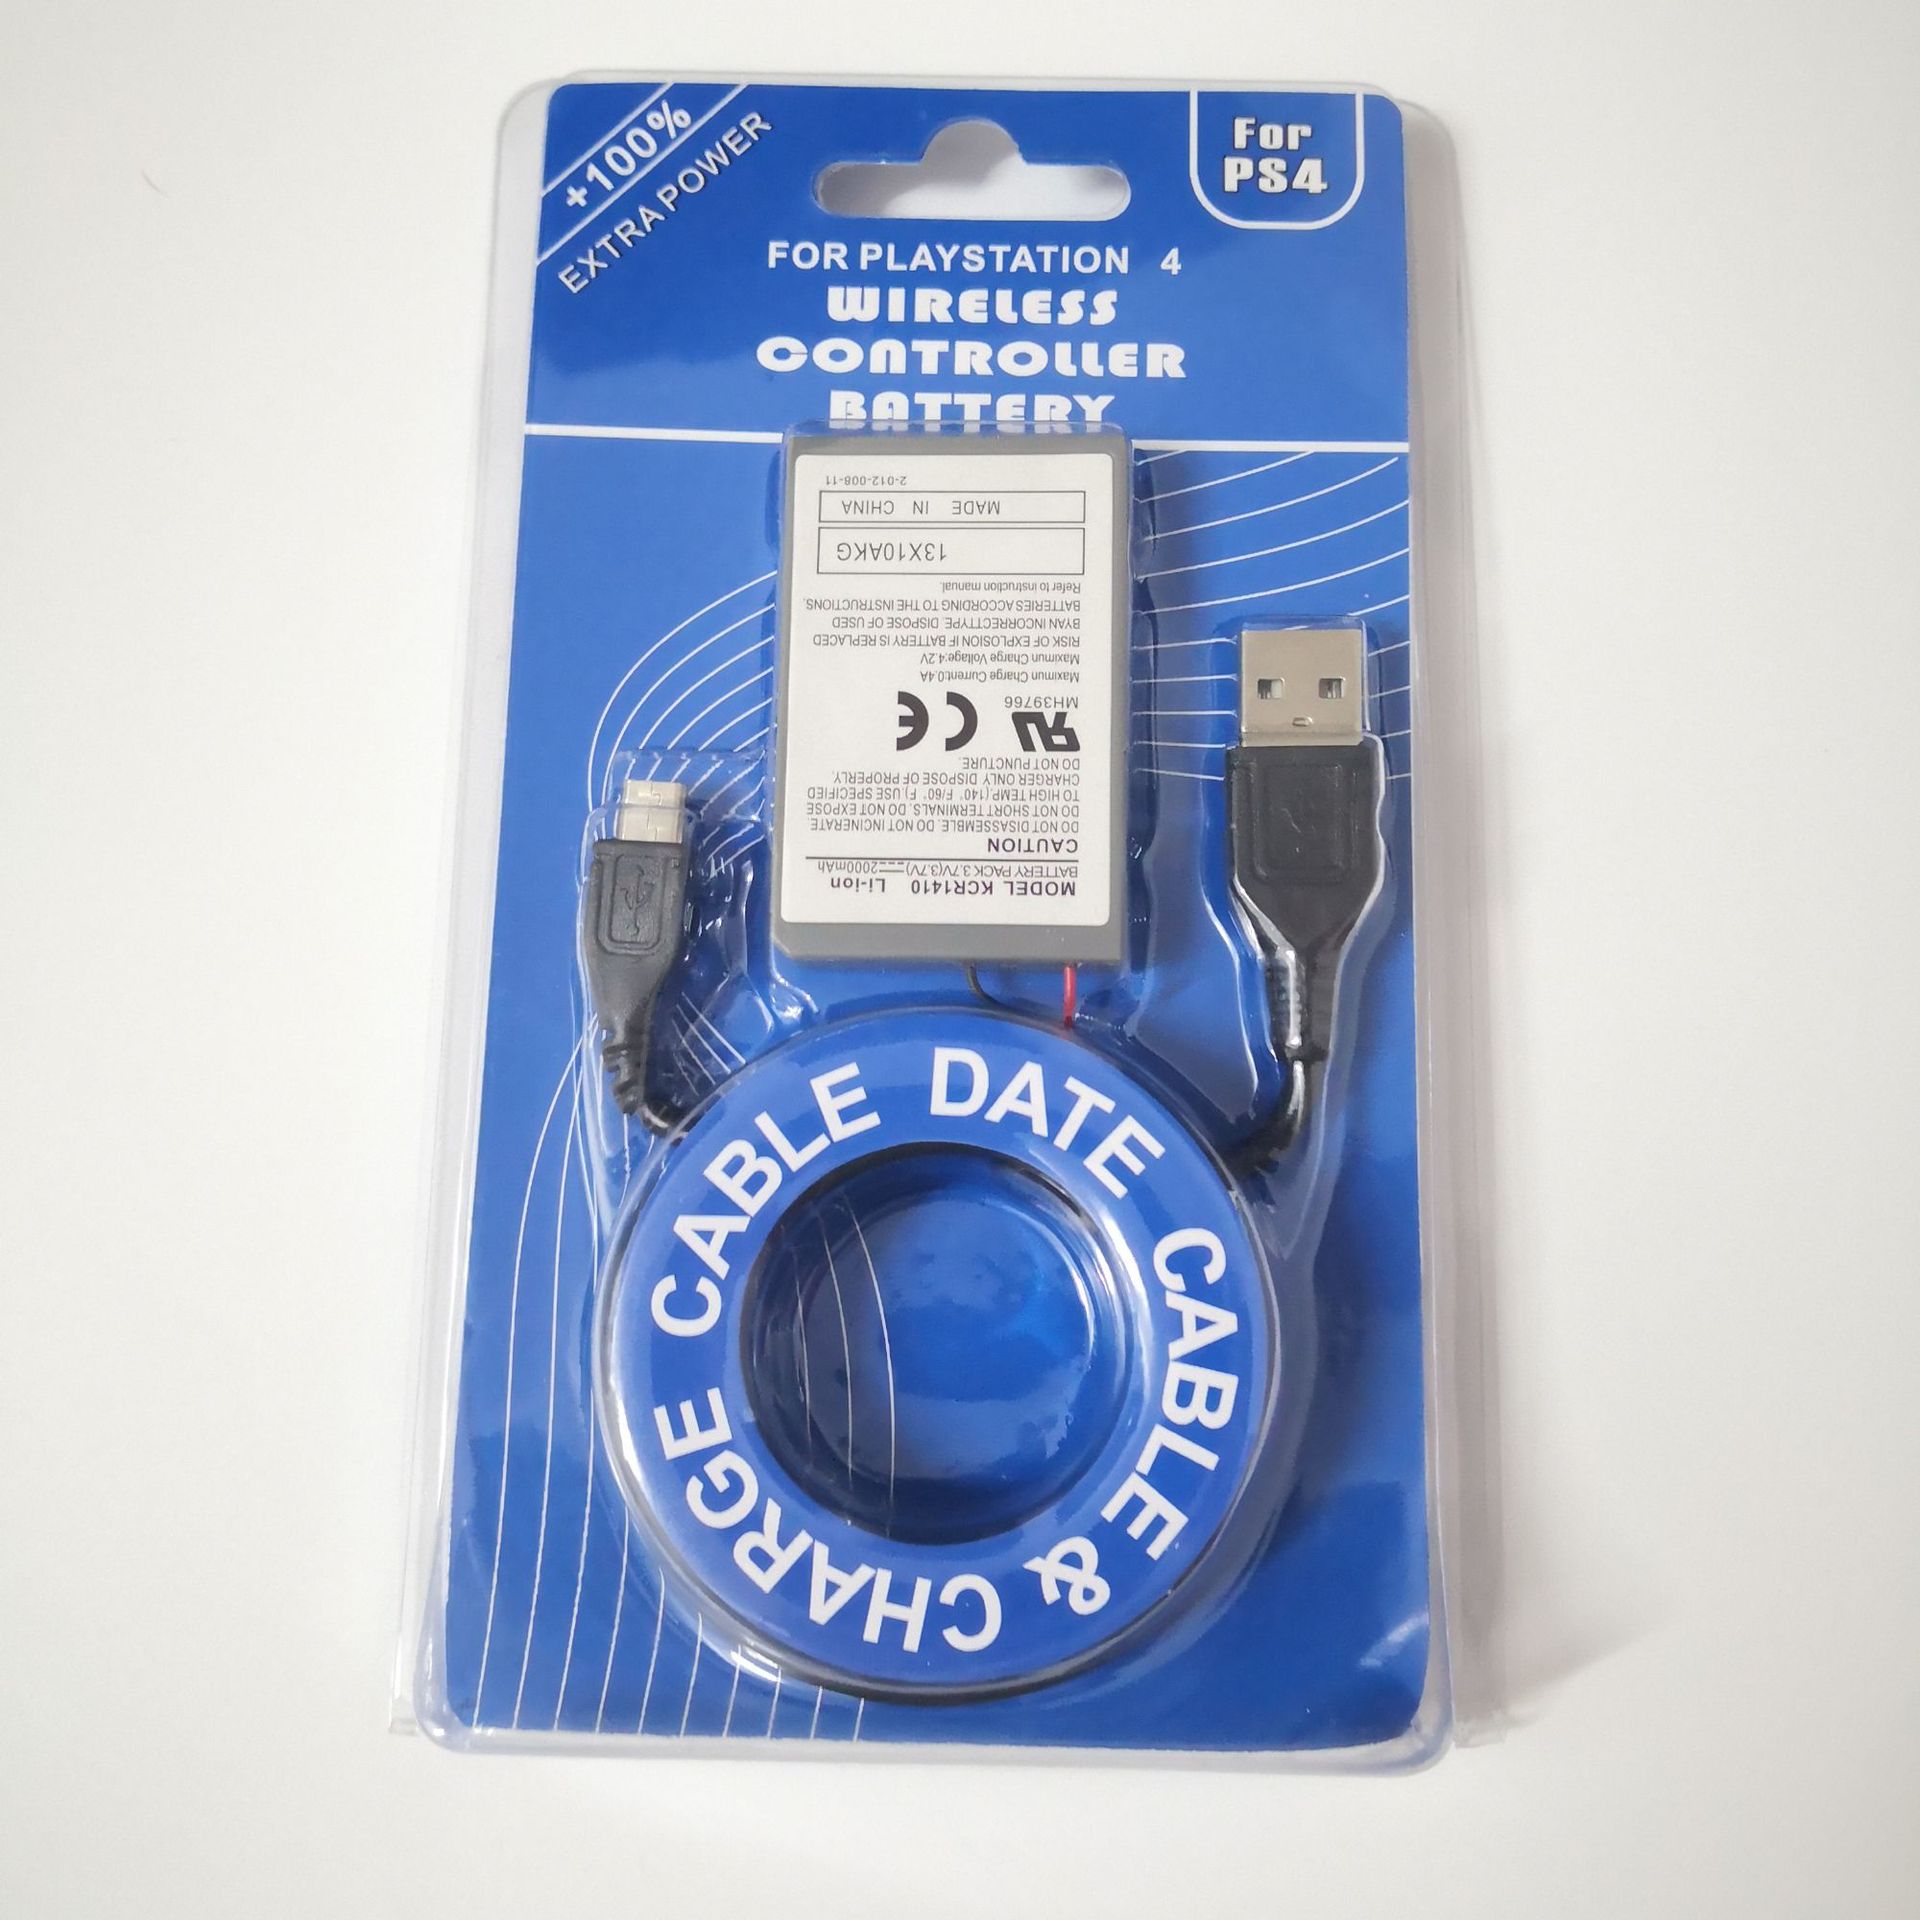 +100%
EXTRA POWER
For
PS4
FOR PLAYSTATION 4
WIRELESS
CONTROLLER
BATTERY
MODEL KCR1410 Li-ion
BATTERY PACK 3.7V(3.7V) 2000mAh
CAUTION
DO NOT DISASSEMBLE. DO NOT INCINERATE.
DO NOT SHORT TERMINALS. DO NOT EXPOSE
TO HIGH TEMP.(140°F/60°F). USE SPECIFIED
CHARGER ONLY. DISPOSE OF PROPERLY.
DO NOT PUNCTURE.
MH39766
CE
Maximun Charge Current:0.4A
Maximun Charge Voltage:4.2V
RISK OF EXPLOSION IF BATTERY IS REPLACED
BYAN INCORRECTTYPE. DISPOSE OF USED
BATTERIES ACCORDING TO THE INSTRUCTIONS.
Refer to instruction manual.
13X10AKG
MADE IN CHINA
2-012-008-11
DATE CABLE & CHARGE CABLE